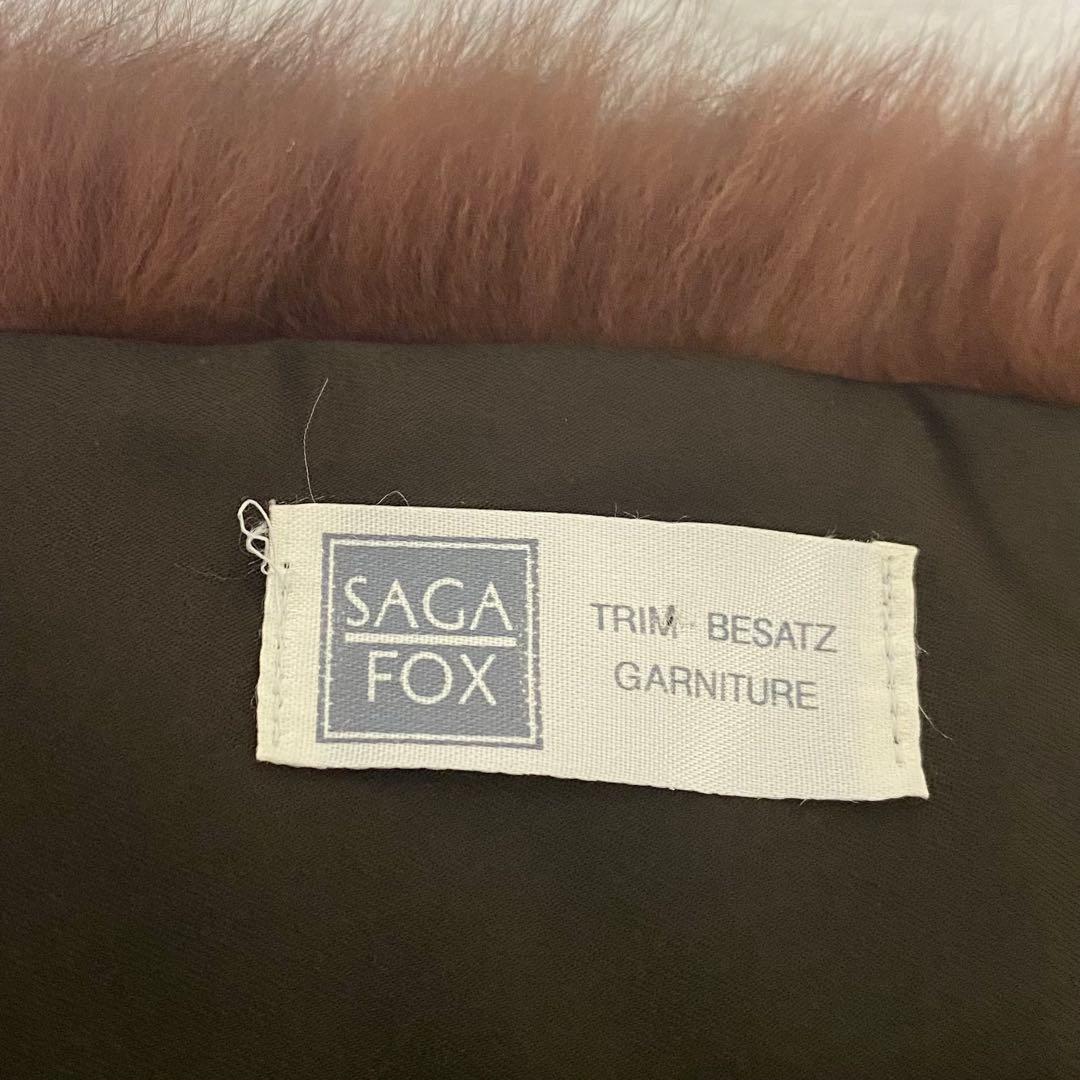 SAGA
FOX
TRIM - BESATZ
GARNITURE